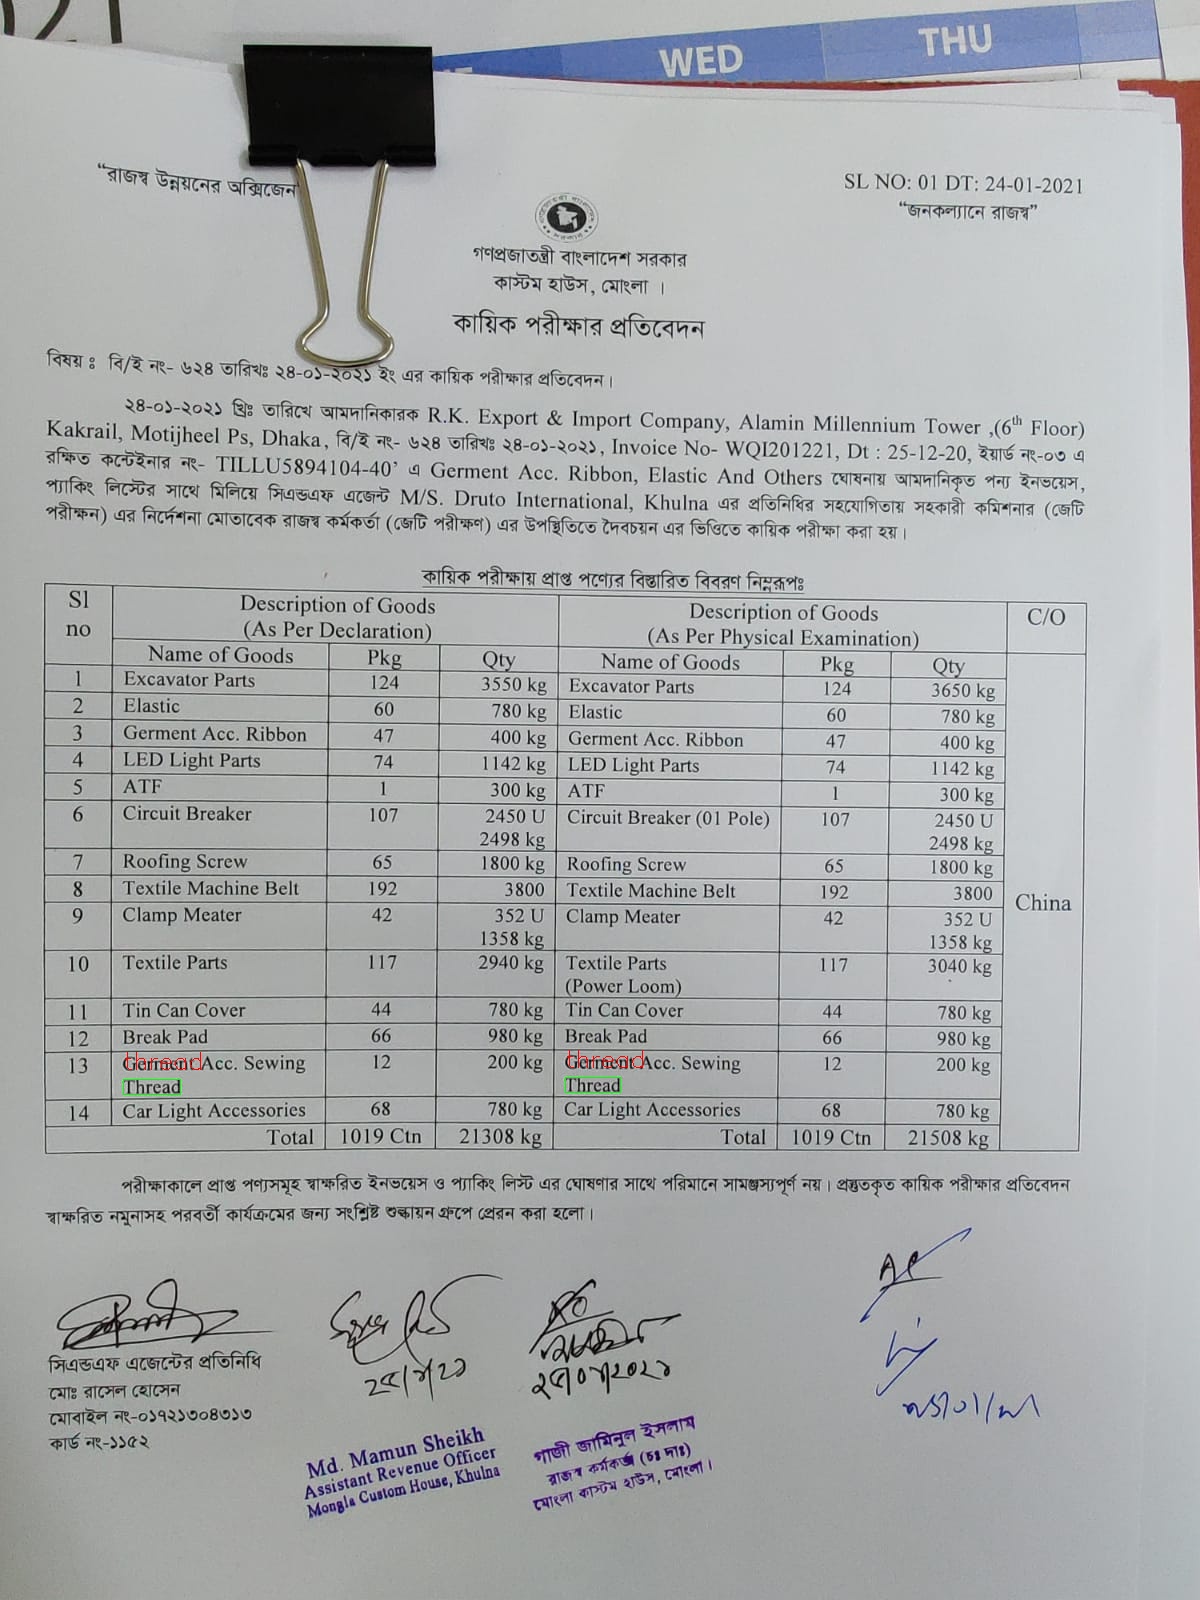 WED THU
SL NO: 01 DT: 24-01-2021
“রাজস্ব উন্নয়নের অক্সিজেন
“জনকল্যানে রাজস্ব”
গণপ্রজাতন্ত্রী বাংলাদেশ সরকার
কাস্টম হাউস, মোংলা ।
কায়িক পরীক্ষার প্রতিবেদন
বিষয় ঃ বি/ই নং- ৬২৪ তারিখঃ ২৪-০১-২০২১ ইং এর কায়িক পরীক্ষার প্রতিবেদন।
২৪-০১-২০২১ খ্রিঃ তারিখে আমদানিকারক R.K. Export & Import Company, Alamin Millennium Tower ,(6th Floor)
Kakrail, Motijheel Ps, Dhaka, বি/ই নং- ৬২৪ তারিখঃ ২৪-০১-২০২১, Invoice No- WQI201221, Dt : 25-12-20, ইয়ার্ড নং-০৩ এ
রক্ষিত কন্টেইনার নং- TILLU5894104-40’ এ Germent Acc. Ribbon, Elastic And Others ঘোষনায় আমদানিকৃত পন্য ইনভয়েস,
প্যাকিং লিস্টের সাথে মিলিয়ে সিএন্ডএফ এজেন্ট M/S. Druto International, Khulna এর প্রতিনিধির সহযোগিতায় সহকারী কমিশনার (জেটি
পরীক্ষন) এর নির্দেশনা মোতাবেক রাজস্ব কর্মকর্তা (জেটি পরীক্ষণ) এর উপস্থিতিতে দৈবচয়ন এর ভিত্তিতে কায়িক পরীক্ষা করা হয়।
কায়িক পরীক্ষায় প্রাপ্ত পণ্যের বিস্তারিত বিবরণ নিম্নরূপঃ
Sl no Description of Goods (As Per Declaration) Description of Goods (As Per Physical Examination) C/O
Name of Goods Pkg Qty Name of Goods Pkg Qty
1 Excavator Parts 124 3550 kg Excavator Parts 124 3650 kg
2 Elastic 60 780 kg Elastic 60 780 kg
3 Germent Acc. Ribbon 47 400 kg Germent Acc. Ribbon 47 400 kg
4 LED Light Parts 74 1142 kg LED Light Parts 74 1142 kg
5 ATF 1 300 kg ATF 1 300 kg
6 Circuit Breaker 107 2450 U Circuit Breaker (01 Pole) 107 2450 U
2498 kg 2498 kg
7 Roofing Screw 65 1800 kg Roofing Screw 65 1800 kg
8 Textile Machine Belt 192 3800 Textile Machine Belt 192 3800
China
9 Clamp Meater 42 352 U Clamp Meater 42 352 U
1358 kg 1358 kg
10 Textile Parts 117 2940 kg Textile Parts 117 3040 kg
(Power Loom)
11 Tin Can Cover 44 780 kg Tin Can Cover 44 780 kg
12 Break Pad 66 980 kg Break Pad 66 980 kg
thread thread
13 Germent Acc. Sewing 12 200 kg Germent Acc. Sewing 12 200 kg
Thread Thread
14 Car Light Accessories 68 780 kg Car Light Accessories 68 780 kg
Total 1019 Ctn 21308 kg Total 1019 Ctn 21508 kg
পরীক্ষাকালে প্রাপ্ত পণ্যসমূহ স্বাক্ষরিত ইনভয়েস ও প্যাকিং লিস্ট এর ঘোষণার সাথে পরিমানে সামঞ্জস্যপূর্ণ নয়। প্রস্তুতকৃত কায়িক পরীক্ষার প্রতিবেদন
স্বাক্ষরিত নমুনাসহ পরবর্তী কার্যক্রমের জন্য সংশ্লিষ্ট শুল্কায়ন গ্রুপে প্রেরন করা হলো।
সিএন্ডএফ এজেন্টের প্রতিনিধি
মোঃ রাসেল হোসেন
মোবাইল নং-০১৭২১৩০৪৩১৩
কার্ড নং-১১৫২
Md. Mamun Sheikh
Assistant Revenue Officer
Mongla Custom House, Khulna
গাজী জামিনুল ইসলাম
রাজস্ব কর্মকর্তা (চঃ দাঃ)
মোংলা কাস্টম হাউস, মোংলা।